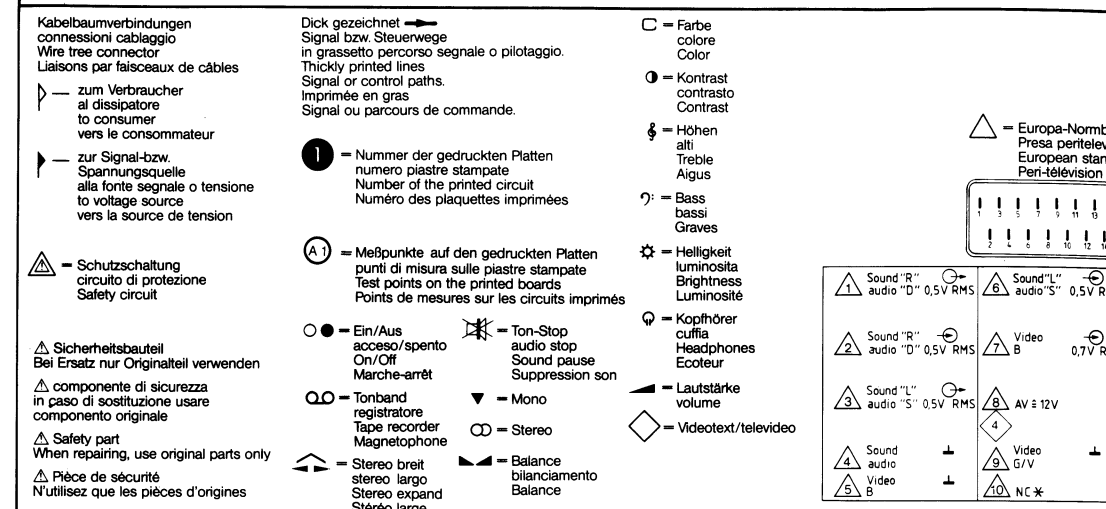 Kabelbaumverbindungen
connessioni cablaggio
Wire tree connector
Liaisons par faisceaux de câbles
— zum Verbraucher
al dissipatore
to consumer
vers le consommateur
— zur Signal-bzw.
Spannungsquelle
alla fonte segnale o tensione
to voltage source
vers la source de tension
= Schutzschaltung
circuito di protezione
Safety circuit
⚠ Sicherheitsbauteil
Bei Ersatz nur Originalteil verwenden
⚠ componente di sicurezza
in caso di sostituzione usare
componento originale
⚠ Safety part
When repairing, use original parts only
⚠ Pièce de sécurité
N'utilisez que les pièces d'origines
Dick gezeichnet
Signal bzw. Steuerwege
in grassetto percorso segnale o pilotaggio.
Thickly printed lines
Signal or control paths.
Imprimée en gras
Signal ou parcours de commande.
1 = Nummer der gedruckten Platten
numero piastre stampate
Number of the printed circuit
Numéro des plaquettes imprimées
A1 = Meßpunkte auf den gedruckten Platten
punti di misura sulle piastre stampate
Test points on the printed boards
Points de mesures sur les circuits imprimés
○ ● = Ein/Aus
acceso/spento
On/Off
Marche-arrêt
= Tonband
registratore
Tape recorder
Magnetophone
= Stereo breit
stereo largo
Stereo expand
Stéréo large
= Ton-Stop
audio stop
Sound pause
Suppression son
▼ = Mono
= Stereo
= Balance
bilanciamento
Balance
= Farbe
colore
Color
= Kontrast
contrasto
Contrast
= Höhen
alti
Treble
Aigus
= Bass
bassi
Graves
= Helligkeit
luminosita
Brightness
Luminosité
= Kopfhörer
cuffia
Headphones
Ecoteur
= Lautstärke
volume
= Videotext/televideo
= Europa-Normb
Presa peritelev
European stan
Peri-télévision
1 3 5 7 9 11 13
2 4 6 8 10 12
1 Sound "R"
audio "D" 0,5V RMS
2 Sound "R"
audio "D" 0,5V RMS
3 Sound "L"
audio "S" 0,5V RMS
4 Sound
audio
5 Video
B
6 Sound "L"
audio "S" 0,5V R
7 Video
B 0,7V R
8 AV ≙ 12V
4
9 Video
G/V
10 NC *